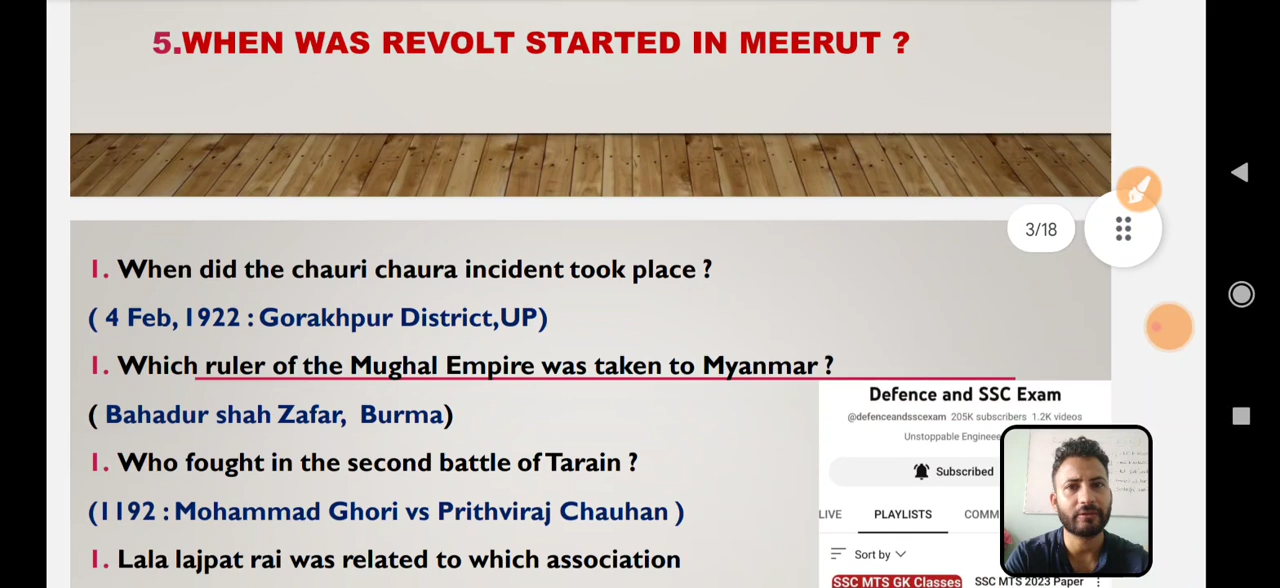 5.WHEN WAS REVOLT STARTED IN MEERUT ?
3/18
1. When did the chauri chaura incident took place ?
( 4 Feb, 1922 : Gorakhpur District,UP)
1. Which ruler of the Mughal Empire was taken to Myanmar ?
( Bahadur shah Zafar, Burma)
1. Who fought in the second battle of Tarain ?
(1192 : Mohammad Ghori vs Prithviraj Chauhan )
1. Lala lajpat rai was related to which association
Defence and SSC Exam
@defenceandsscexam 205K subscribers 1.2K videos
Unstoppable
Subscribed
LIVE PLAYLISTS COMM
Sort by
SSC MTS GK Classes SSC MTS 2023 Paper